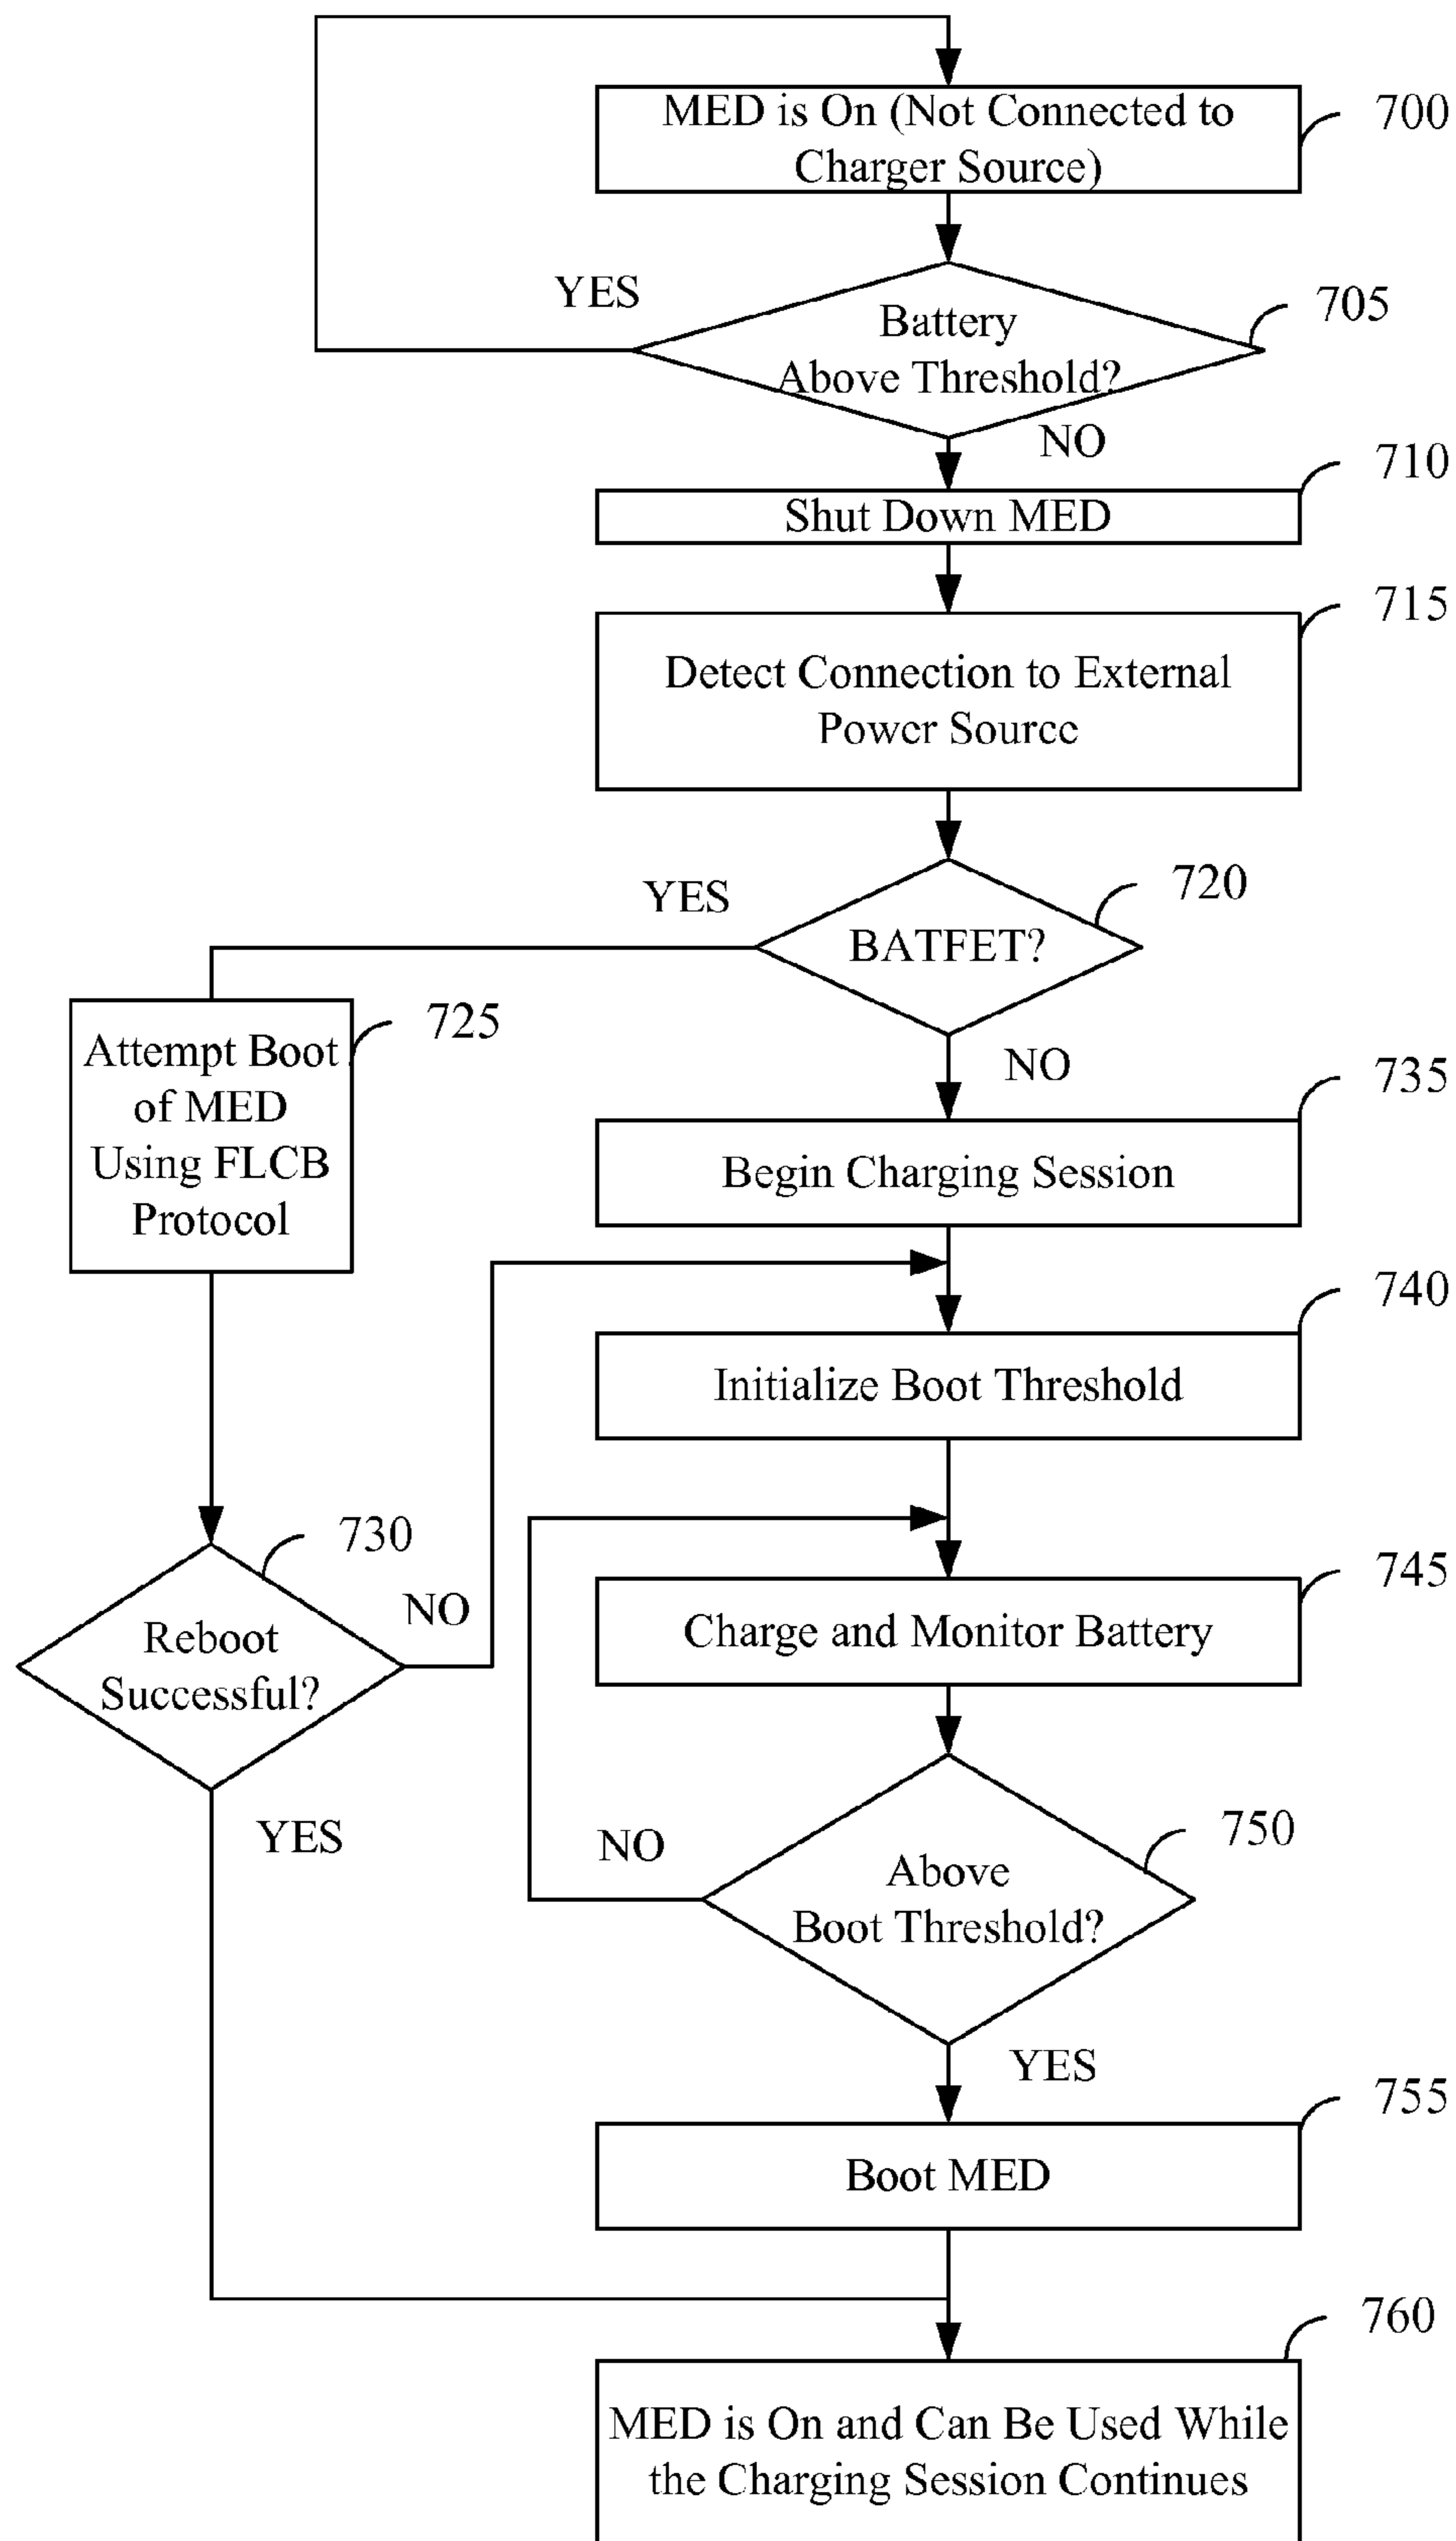 MED is On (Not Connected to
Charger Source)
700
YES
Battery
Above Threshold?
705
NO
710
Shut Down MED
715
Detect Connection to External
Power Source
YES
720
BATFET?
725
Attempt Boot
of MED
Using FLCB
Protocol
NO
735
Begin Charging Session
740
Initialize Boot Threshold
730
Reboot
Successful?
NO
745
Charge and Monitor Battery
YES
NO
750
Above
Boot Threshold?
YES
755
Boot MED
760
MED is On and Can Be Used While
the Charging Session Continues